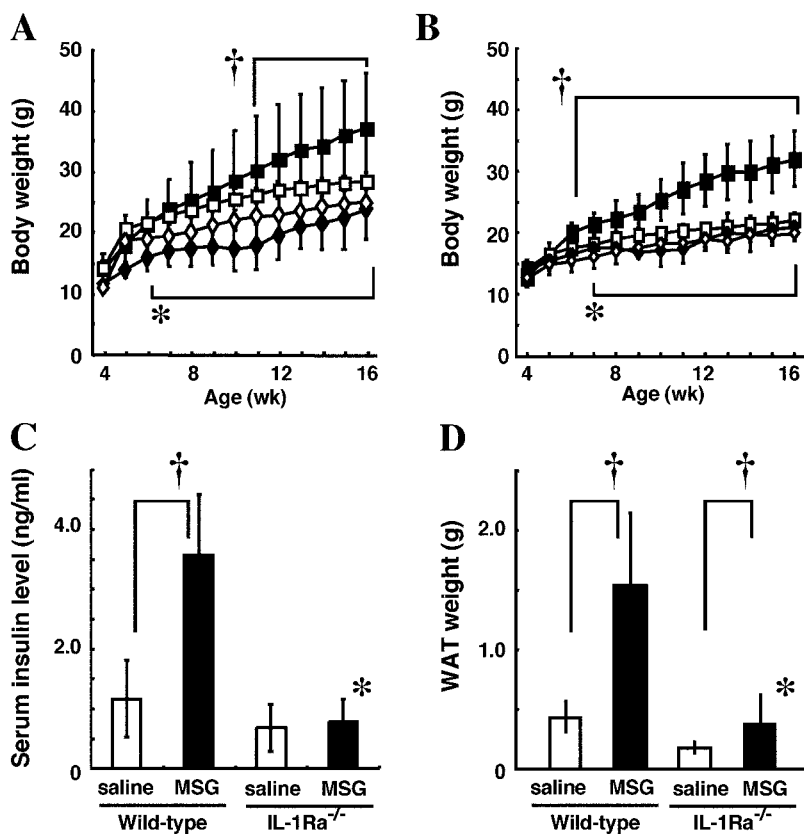 A
B
†
†
50
40
30
20
10
0
Body weight (g)
*
4
8
12
16
Age (wk)
50
40
30
20
10
0
Body weight (g)
*
4
8
12
16
Age (wk)
C
D
†
†
†
Serum insulin level (ng/ml)
4.0
2.0
0
*
saline
MSG
saline
MSG
Wild-type
IL-1Ra-/-
WAT weight (g)
2.0
1.0
0
*
saline
MSG
saline
MSG
Wild-type
IL-1Ra-/-